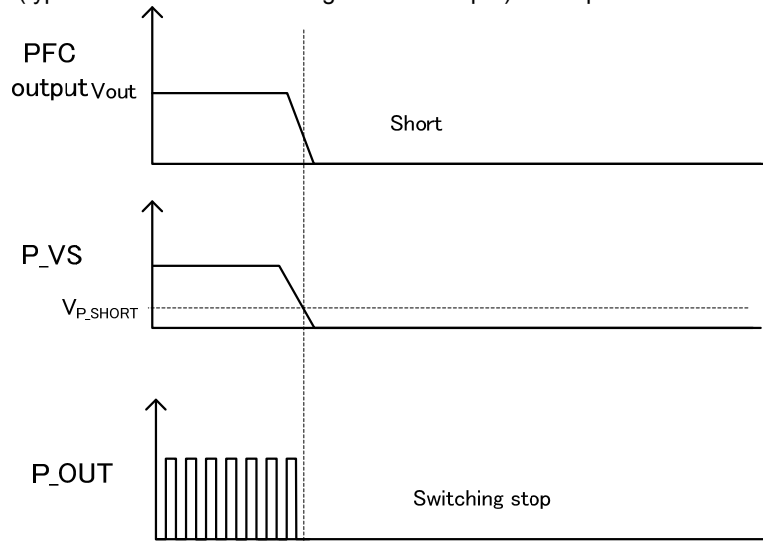 PFC
output Vout
Short
P_VS
VP_SHORT
P_OUT
Switching stop